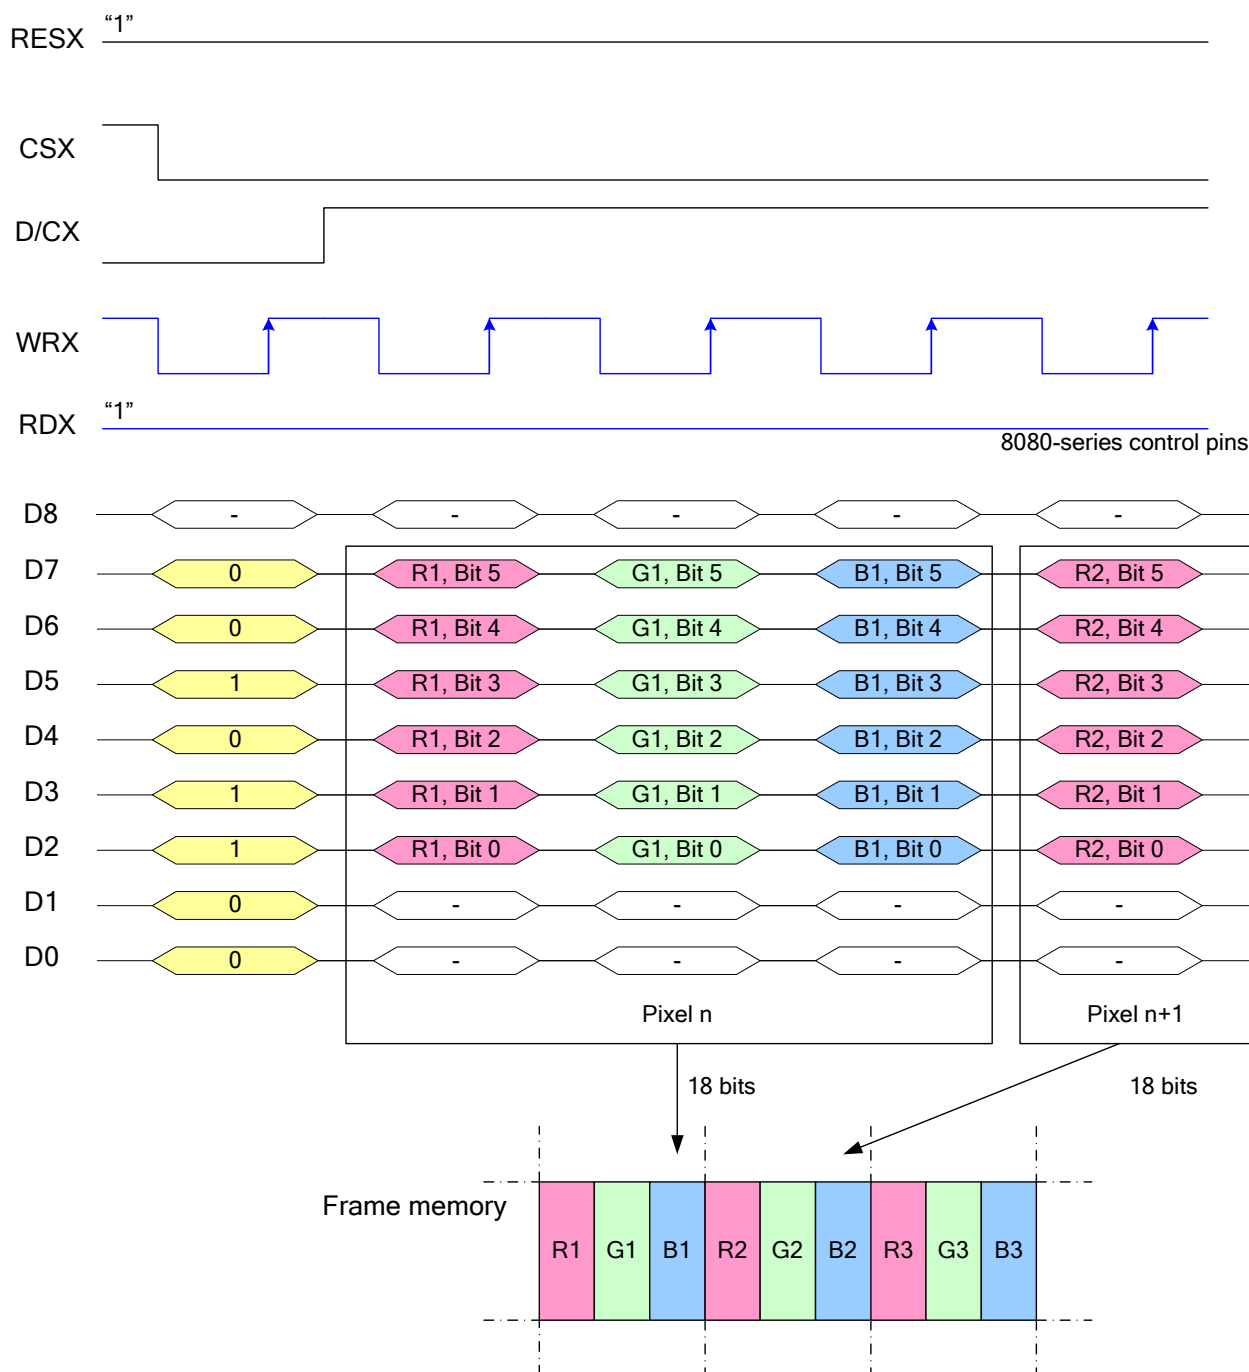 RESX “1”
CSX
D/CX
WRX
RDX “1”
8080-series control pins
D8 - - - - -
D7 0 R1, Bit 5 G1, Bit 5 B1, Bit 5 R2, Bit 5
D6 0 R1, Bit 4 G1, Bit 4 B1, Bit 4 R2, Bit 4
D5 1 R1, Bit 3 G1, Bit 3 B1, Bit 3 R2, Bit 3
D4 0 R1, Bit 2 G1, Bit 2 B1, Bit 2 R2, Bit 2
D3 1 R1, Bit 1 G1, Bit 1 B1, Bit 1 R2, Bit 1
D2 1 R1, Bit 0 G1, Bit 0 B1, Bit 0 R2, Bit 0
D1 0 - - - -
D0 0 - - - -
Pixel n Pixel n+1
18 bits 18 bits
Frame memory
R1 G1 B1 R2 G2 B2 R3 G3 B3